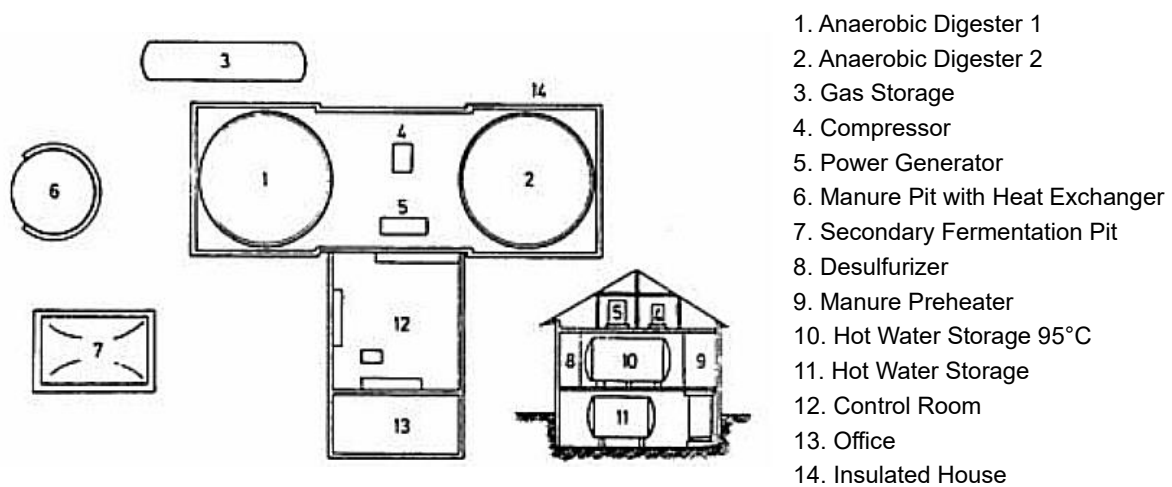 3
14
4
1
2
5
6
12
7
13
5 4
8 10 9
11
1. Anaerobic Digester 1
2. Anaerobic Digester 2
3. Gas Storage
4. Compressor
5. Power Generator
6. Manure Pit with Heat Exchanger
7. Secondary Fermentation Pit
8. Desulfurizer
9. Manure Preheater
10. Hot Water Storage 95°C
11. Hot Water Storage
12. Control Room
13. Office
14. Insulated House